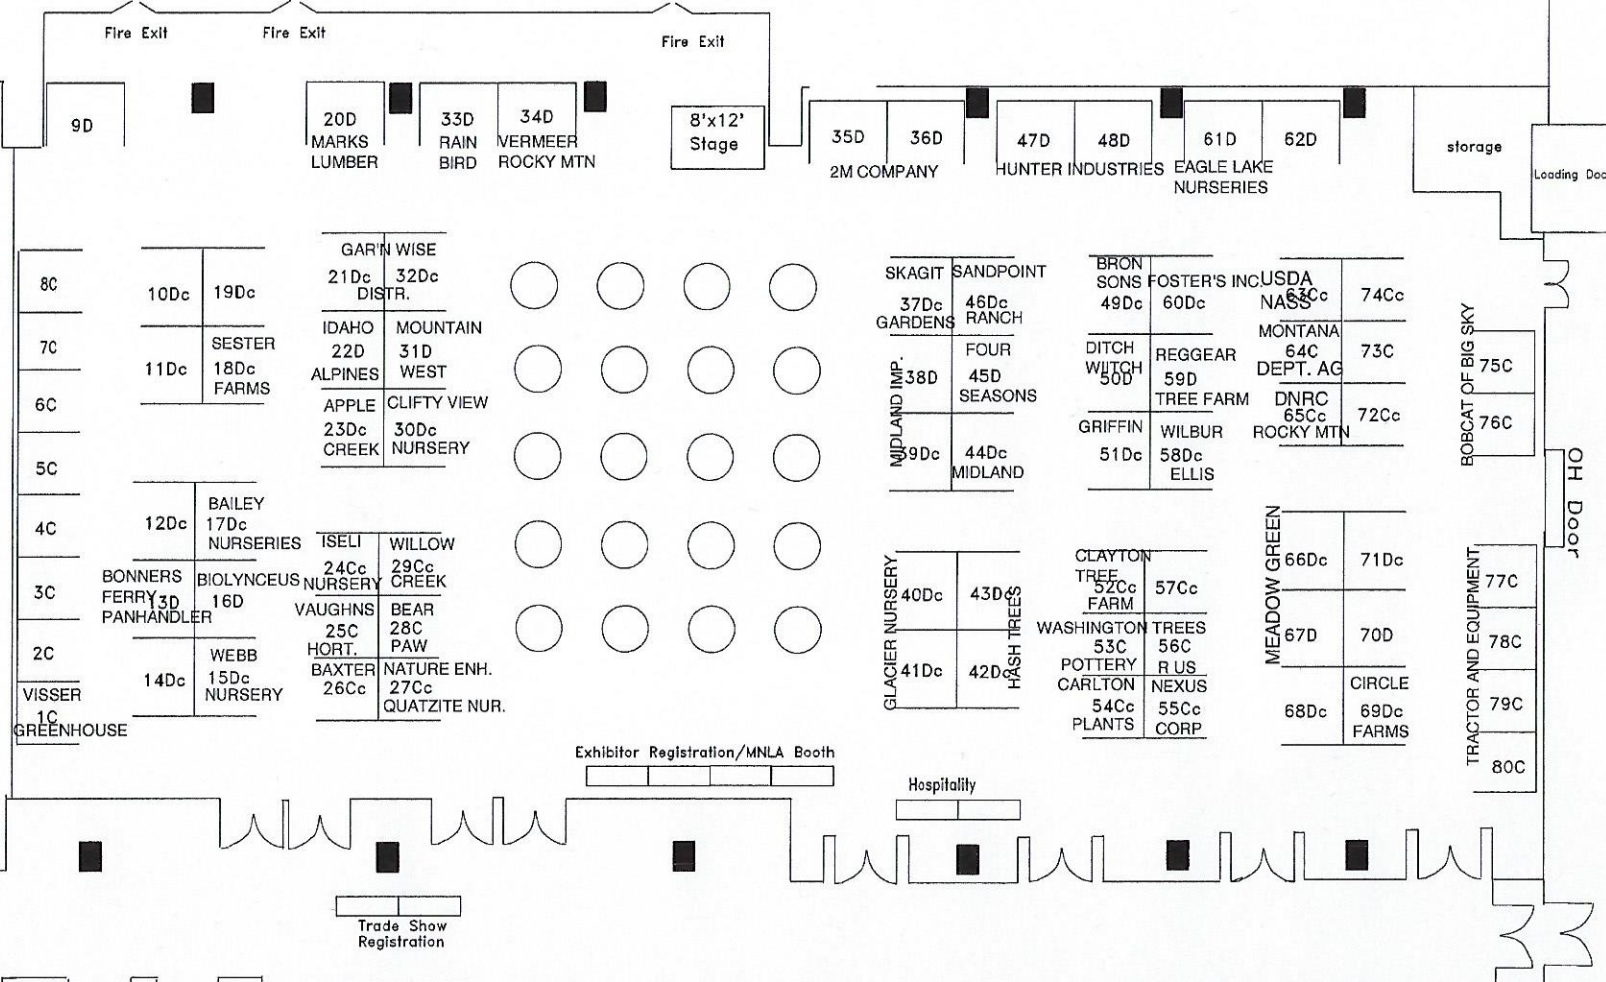 Fire Exit
Fire Exit
Fire Exit
9D
20D
MARKS
LUMBER
33D
RAIN
BIRD
34D
VERMEER
ROCKY MTN
8'x12'
Stage
35D
36D
2M COMPANY
47D
48D
HUNTER INDUSTRIES
61D
62D
EAGLE LAKE
NURSERIES
storage
Loading Doc
8C
7C
6C
5C
4C
3C
2C
VISSER
1C
GREENHOUSE
10Dc
19Dc
11Dc
SESTER
18Dc
FARMS
12Dc
BAILEY
17Dc
NURSERIES
BONNERS
FERRY
13D
PANHANDLER
BIOLYNCEUS
16D
14Dc
WEBB
15Dc
NURSERY
GAR'N WISE
21Dc
32Dc
DISTR.
IDAHO
22D
ALPINES
MOUNTAIN
31D
WEST
APPLE
23Dc
CREEK
CLIFTY VIEW
30Dc
NURSERY
ISELI
24Cc
NURSERY
WILLOW
29Cc
CREEK
VAUGHNS
25C
HORT.
BEAR
28C
PAW
BAXTER
26Cc
NATURE ENH.
27Cc
QUATZITE NUR.
SKAGIT
37Dc
GARDENS
SANDPOINT
46Dc
RANCH
MIDLAND IMP.
38D
FOUR
45D
SEASONS
39Dc
44Dc
MIDLAND
GLACIER NURSERY
40Dc
43Dc
HASH TREES
41Dc
42Dc
BRON
SONS
49Dc
FOSTER'S INC.
60Dc
DITCH
WIITCH
50D
REGGEAR
59D
TREE FARM
GRIFFIN
51Dc
WILBUR
58Dc
ELLIS
CLAYTON
TREE
52Cc
FARM
57Cc
WASHINGTON
53C
POTTERY
TREES
56C
R US
CARLTON
54Cc
PLANTS
NEXUS
55Cc
CORP
USDA
63Cc
NASS
74Cc
MONTANA
64C
DEPT. AG
73C
DNRC
65Cc
ROCKY MTN
72Cc
MEADOW GREEN
66Dc
71Dc
67D
70D
68Dc
CIRCLE
69Dc
FARMS
BOBCAT OF BIG SKY
75C
76C
OH Door
TRACTOR AND EQUIPMENT
77C
78C
79C
80C
Exhibitor Registration/MNLA Booth
Hospitality
Trade Show
Registration